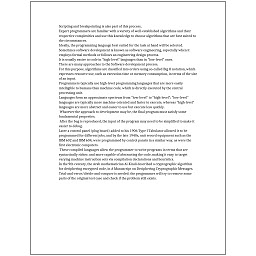 Scripting and breakpointing is also part of this process.
Expert programmers are familiar with a variety of well-established algorithms and their
respective complexities and use this knowledge to choose algorithms that are best suited to
the circumstances.
Ideally, the programming language best suited for the task at hand will be selected.
Sometimes software development is known as software engineering, especially when it
employs formal methods or follows an engineering design process.
It is usually easier to code in "high-level" languages than in "low-level" ones.
There are many approaches to the Software development process.
For this purpose, algorithms are classified into orders using so-called Big O notation, which
expresses resource use, such as execution time or memory consumption, in terms of the size
of an input.
Programmers typically use high-level programming languages that are more easily
intelligible to humans than machine code, which is directly executed by the central
processing unit.
Languages form an approximate spectrum from "low-level" to "high-level"; "low-level"
languages are typically more machine-oriented and faster to execute, whereas "high-level"
languages are more abstract and easier to use but execute less quickly.
Whatever the approach to development may be, the final program must satisfy some
fundamental properties.
After the bug is reproduced, the input of the program may need to be simplified to make it
easier to debug.
Later a control panel (plug board) added to his 1906 Type I Tabulator allowed it to be
programmed for different jobs, and by the late 1940s, unit record equipment such as the
IBM 602 and IBM 604, were programmed by control panels in a similar way, as were the
first electronic computers.
These compiled languages allow the programmer to write programs in terms that are
syntactically richer, and more capable of abstracting the code, making it easy to target
varying machine instruction sets via compilation declarations and heuristics.
In the 9th century, the Arab mathematician Al-Kindi described a cryptographic algorithm
for deciphering encrypted code, in A Manuscript on Deciphering Cryptographic Messages.
Trial-and-error/divide-and-conquer is needed: the programmer will try to remove some
parts of the original test case and check if the problem still exists.